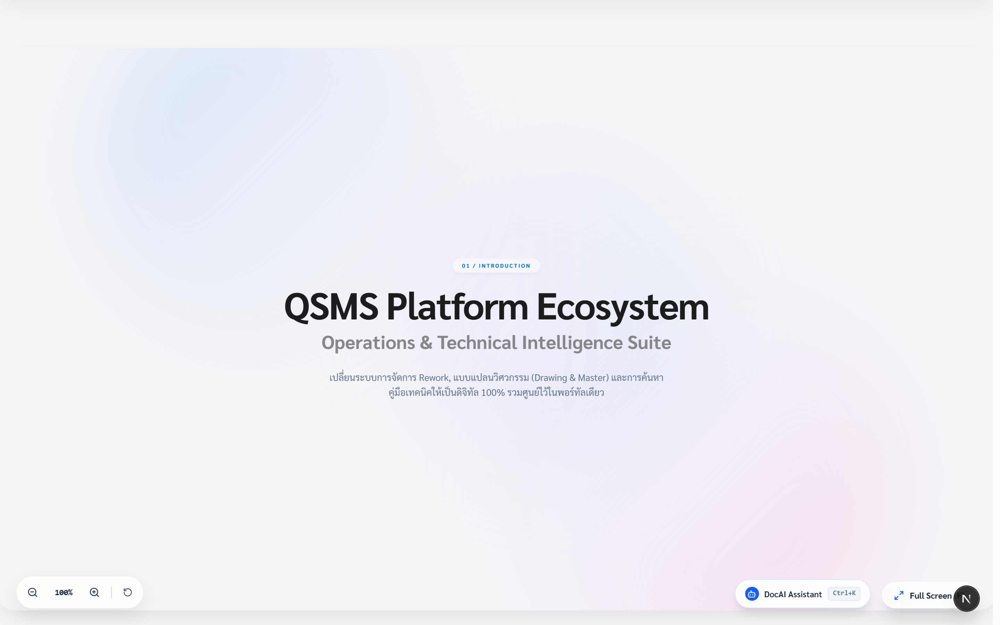 01 / INTRODUCTION
QSMS Platform Ecosystem
Operations & Technical Intelligence Suite
เปลี่ยนระบบการจัดการ Rework, แบบแปลนวิศวกรรม (Drawing & Master) และการค้นหา
คู่มือเทคนิคให้เป็นดิจิทัล 100% รวมศูนย์ไว้ในพอร์ทัลเดียว
100%
DocAI Assistant Ctrl+K
Full Screen
N